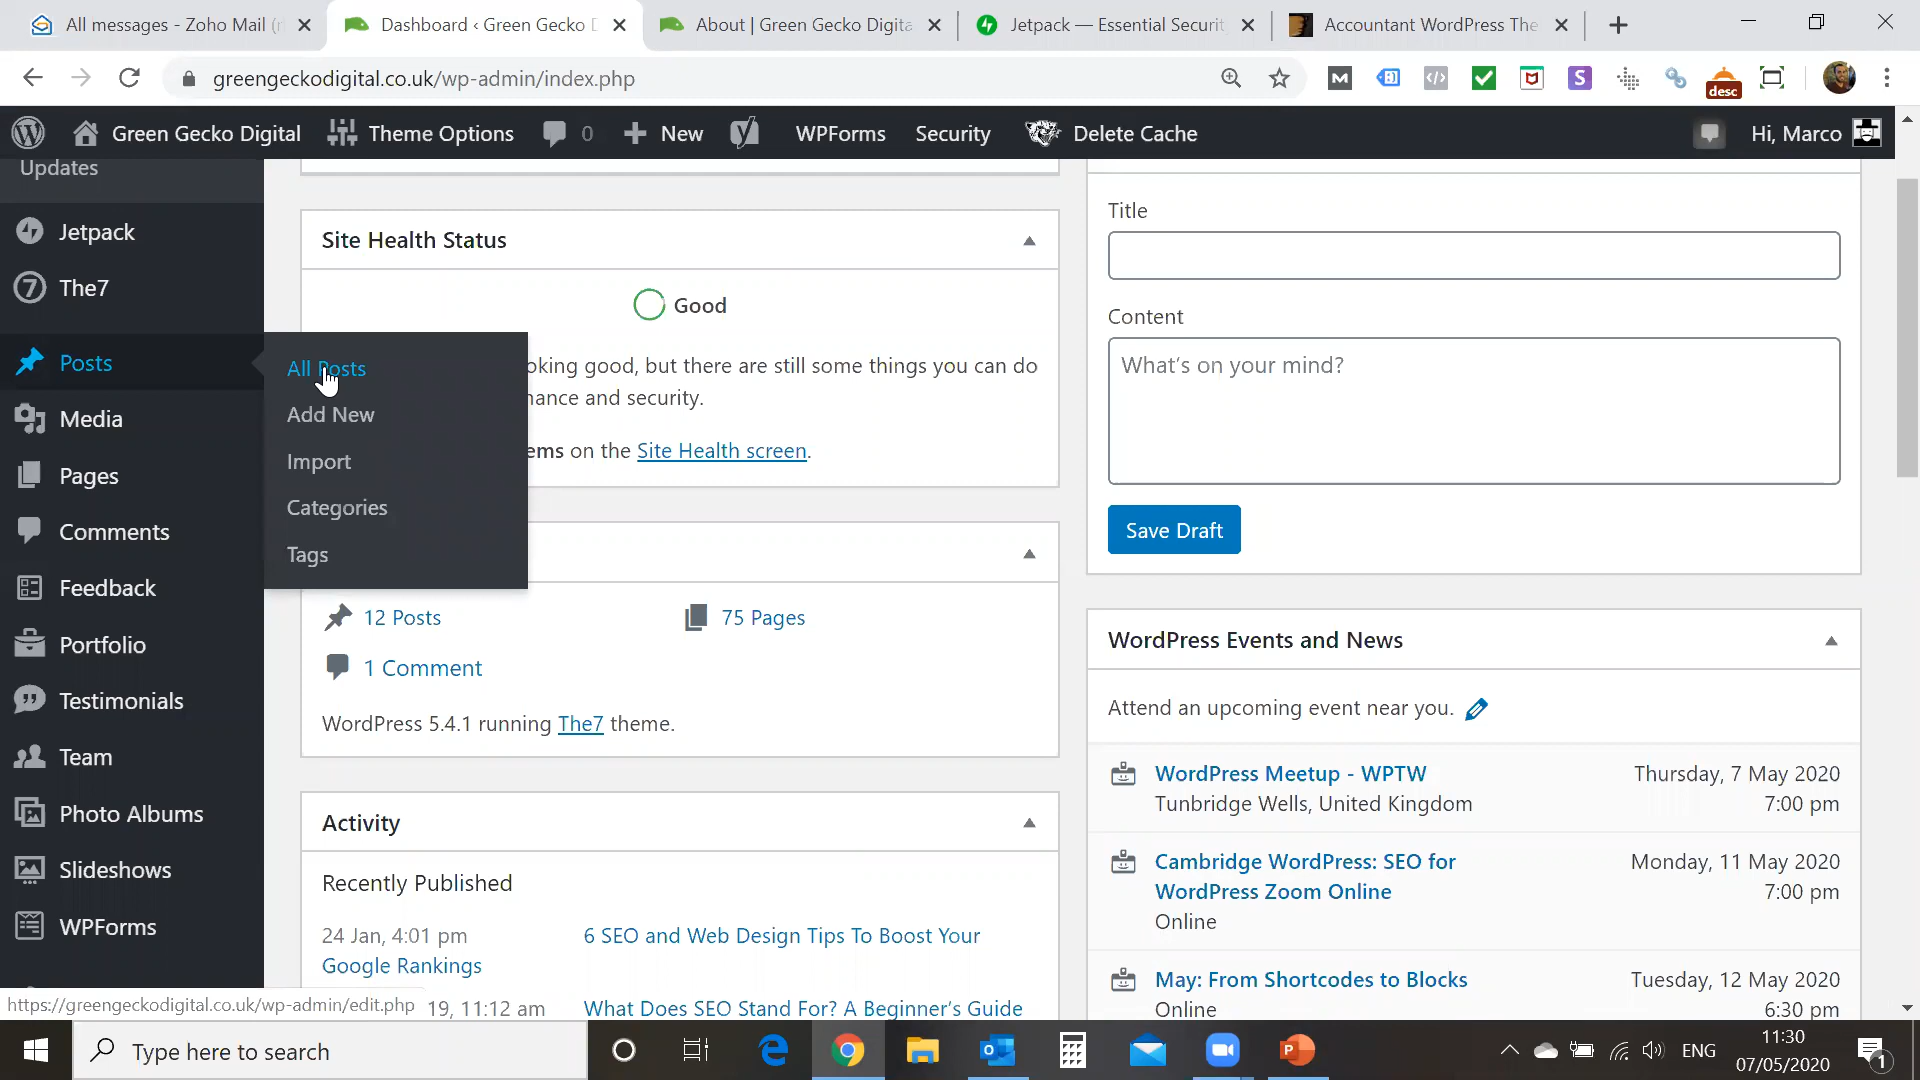 All messages - Zoho Mail (n
Dashboard ‹ Green Gecko D
About | Green Gecko Digita
Jetpack — Essential Securit
Accountant WordPress The
greengeckodigital.co.uk/wp-admin/index.php
desc
Green Gecko Digital
Theme Options
0
New
WPForms
Security
Delete Cache
Hi, Marco
Updates
Jetpack
The7
Posts
Media
Pages
Comments
Feedback
Portfolio
Testimonials
Team
Photo Albums
Slideshows
WPForms
All Posts
Add New
Import
Categories
Tags
Site Health Status
Good
oking good, but there are still some things you can do
ance and security.
ems on the Site Health screen.
12 Posts
75 Pages
1 Comment
WordPress 5.4.1 running The7 theme.
Activity
Recently Published
24 Jan, 4:01 pm
6 SEO and Web Design Tips To Boost Your
Google Rankings
19, 11:12 am
What Does SEO Stand For? A Beginner's Guide
Title
Content
What's on your mind?
Save Draft
WordPress Events and News
Attend an upcoming event near you.
WordPress Meetup - WPTW
Thursday, 7 May 2020
Tunbridge Wells, United Kingdom
7:00 pm
Cambridge WordPress: SEO for
Monday, 11 May 2020
WordPress Zoom Online
7:00 pm
Online
May: From Shortcodes to Blocks
Tuesday, 12 May 2020
Online
6:30 pm
https://greengeckodigital.co.uk/wp-admin/edit.php
Type here to search
ENG
11:30
07/05/2020
1